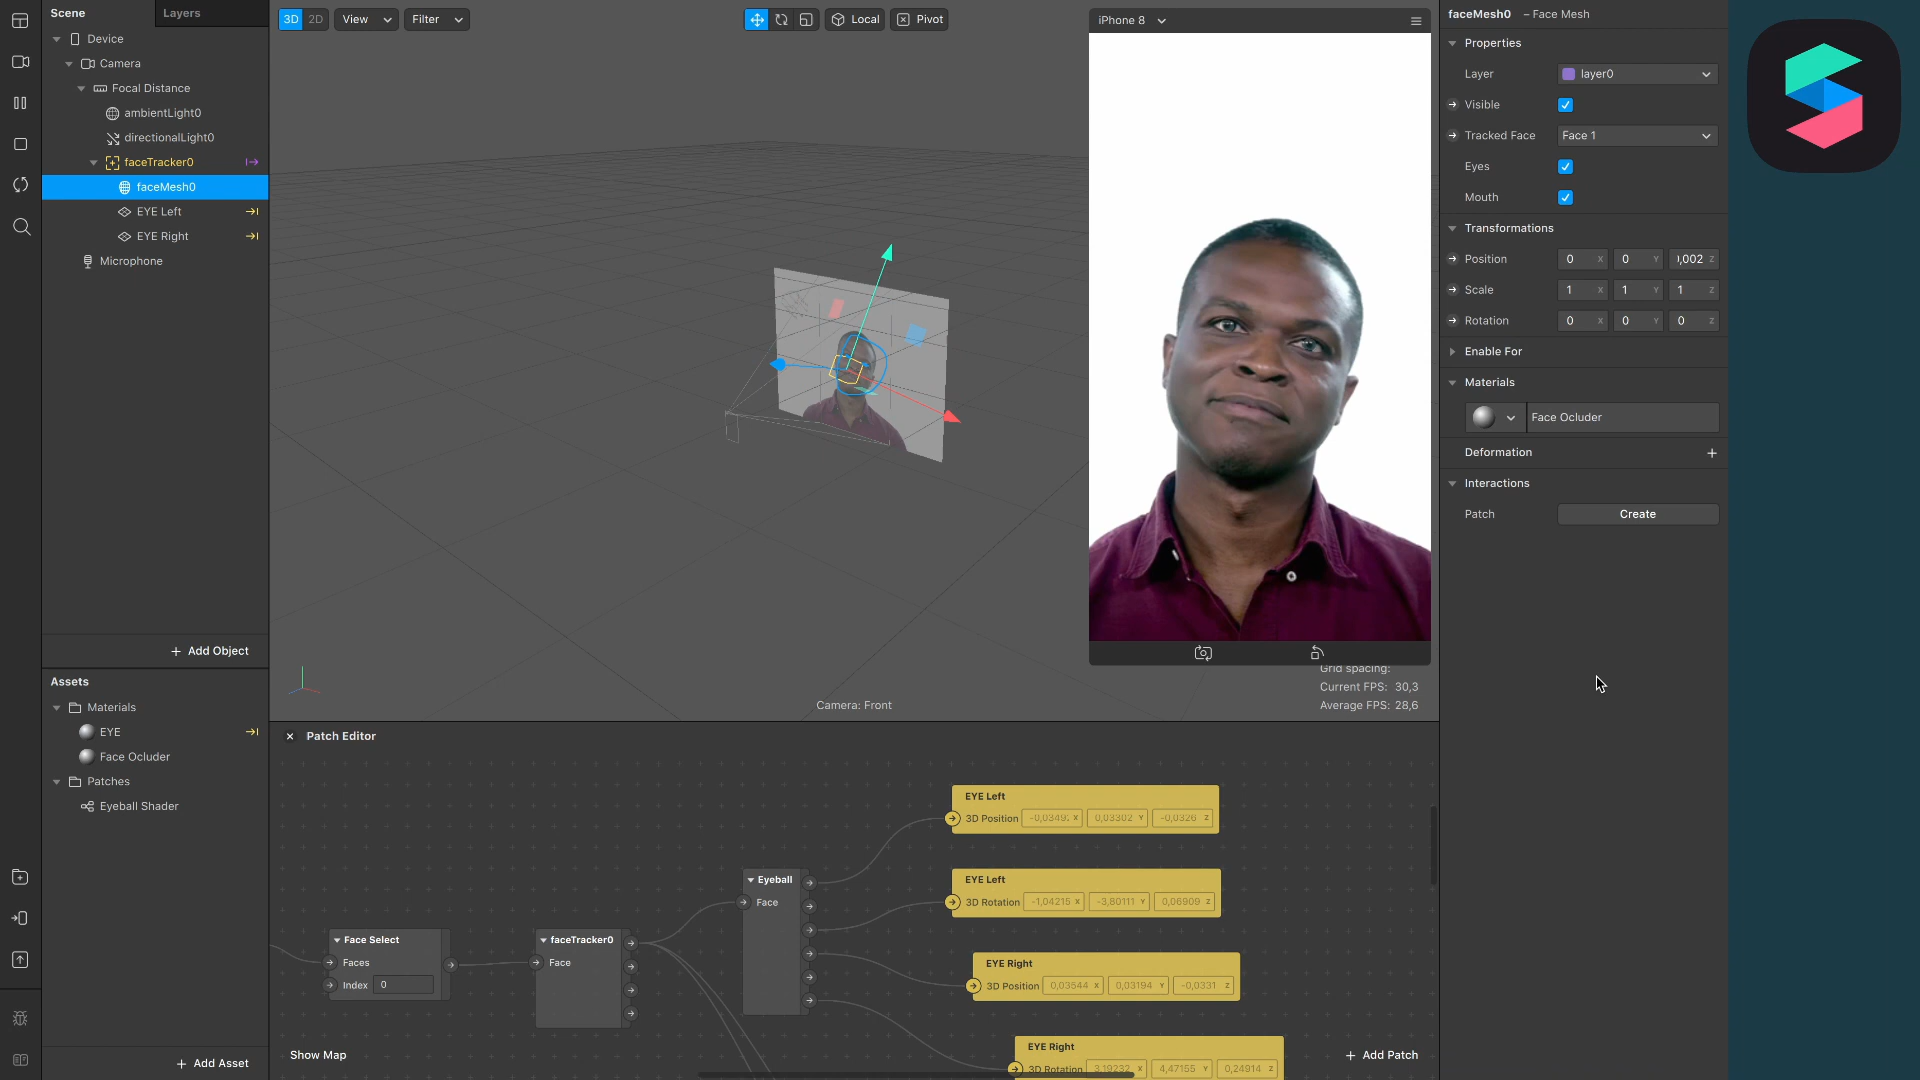 Scene
Layers
Device
Camera
Focal Distance
ambientLight0
directionalLight0
faceTracker0
faceMesh0
EYE Left
EYE Right
Microphone
+ Add Object
Assets
Materials
EYE
Face Ocluder
Patches
Eyeball Shader
+ Add Asset
3D 2D View Filter
Local Pivot
iPhone 8
Grid spacing:
Current FPS: 30,3
Average FPS: 28,6
Camera: Front
Patch Editor
Face Select
Faces
Index 0
faceTracker0
Face
Eyeball
Face
EYE Left
3D Position -0,0349 X 0,03302 Y -0,0326 Z
EYE Left
3D Rotation -1,04215 X -3,80111 Y 0,06909 Z
EYE Right
3D Position 0,03544 X 0,03194 Y -0,0331 Z
EYE Right
3D Rotation 3,19232 X 4,47155 Y 0,24914 Z
Show Map
+ Add Patch
faceMesh0 – Face Mesh
Properties
Layer layer0
Visible
Tracked Face Face 1
Eyes
Mouth
Transformations
Position 0 X 0 Y ,002 Z
Scale 1 X 1 Y 1 Z
Rotation 0 X 0 Y 0 Z
Enable For
Materials
Face Ocluder
Deformation +
Interactions
Patch Create